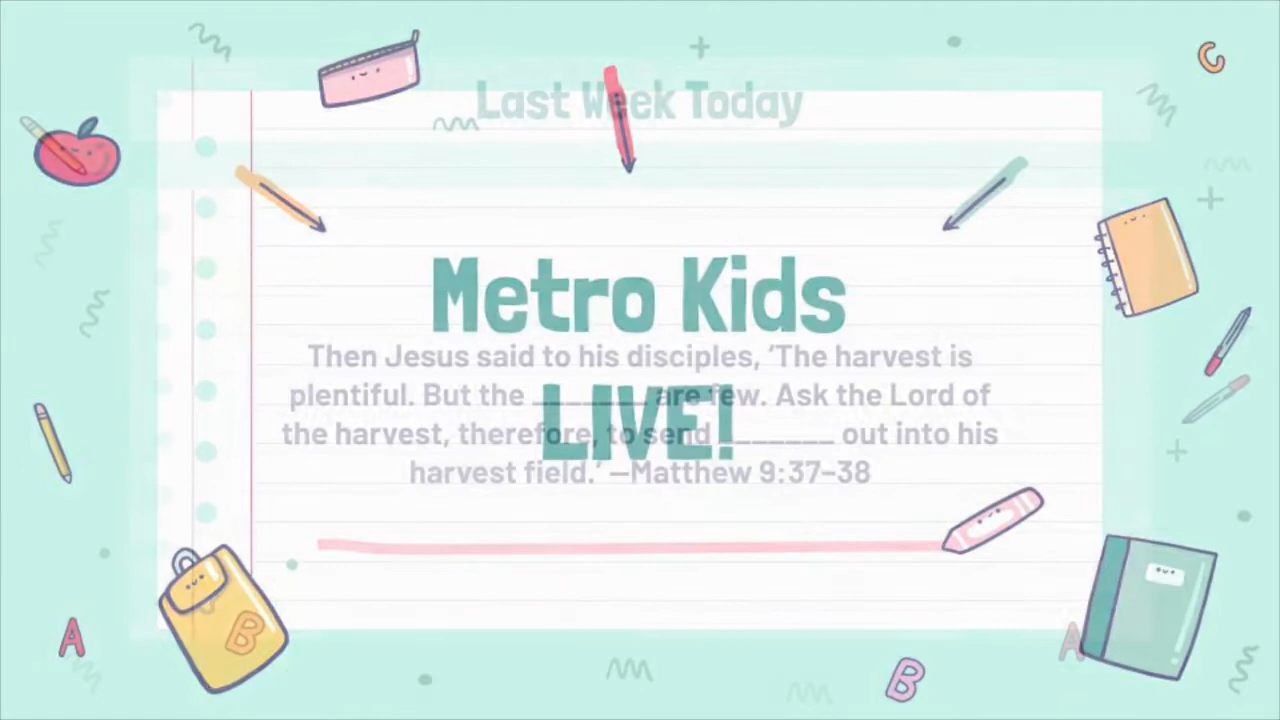 Last Week Today
Metro Kids
Then Jesus said to his disciples, ‘The harvest is
plentiful. But the _______ are few. Ask the Lord of
LIVE!
the harvest, therefore, to send _______ out into his
harvest field.’ –Matthew 9:37–38
C
B
A
A
B